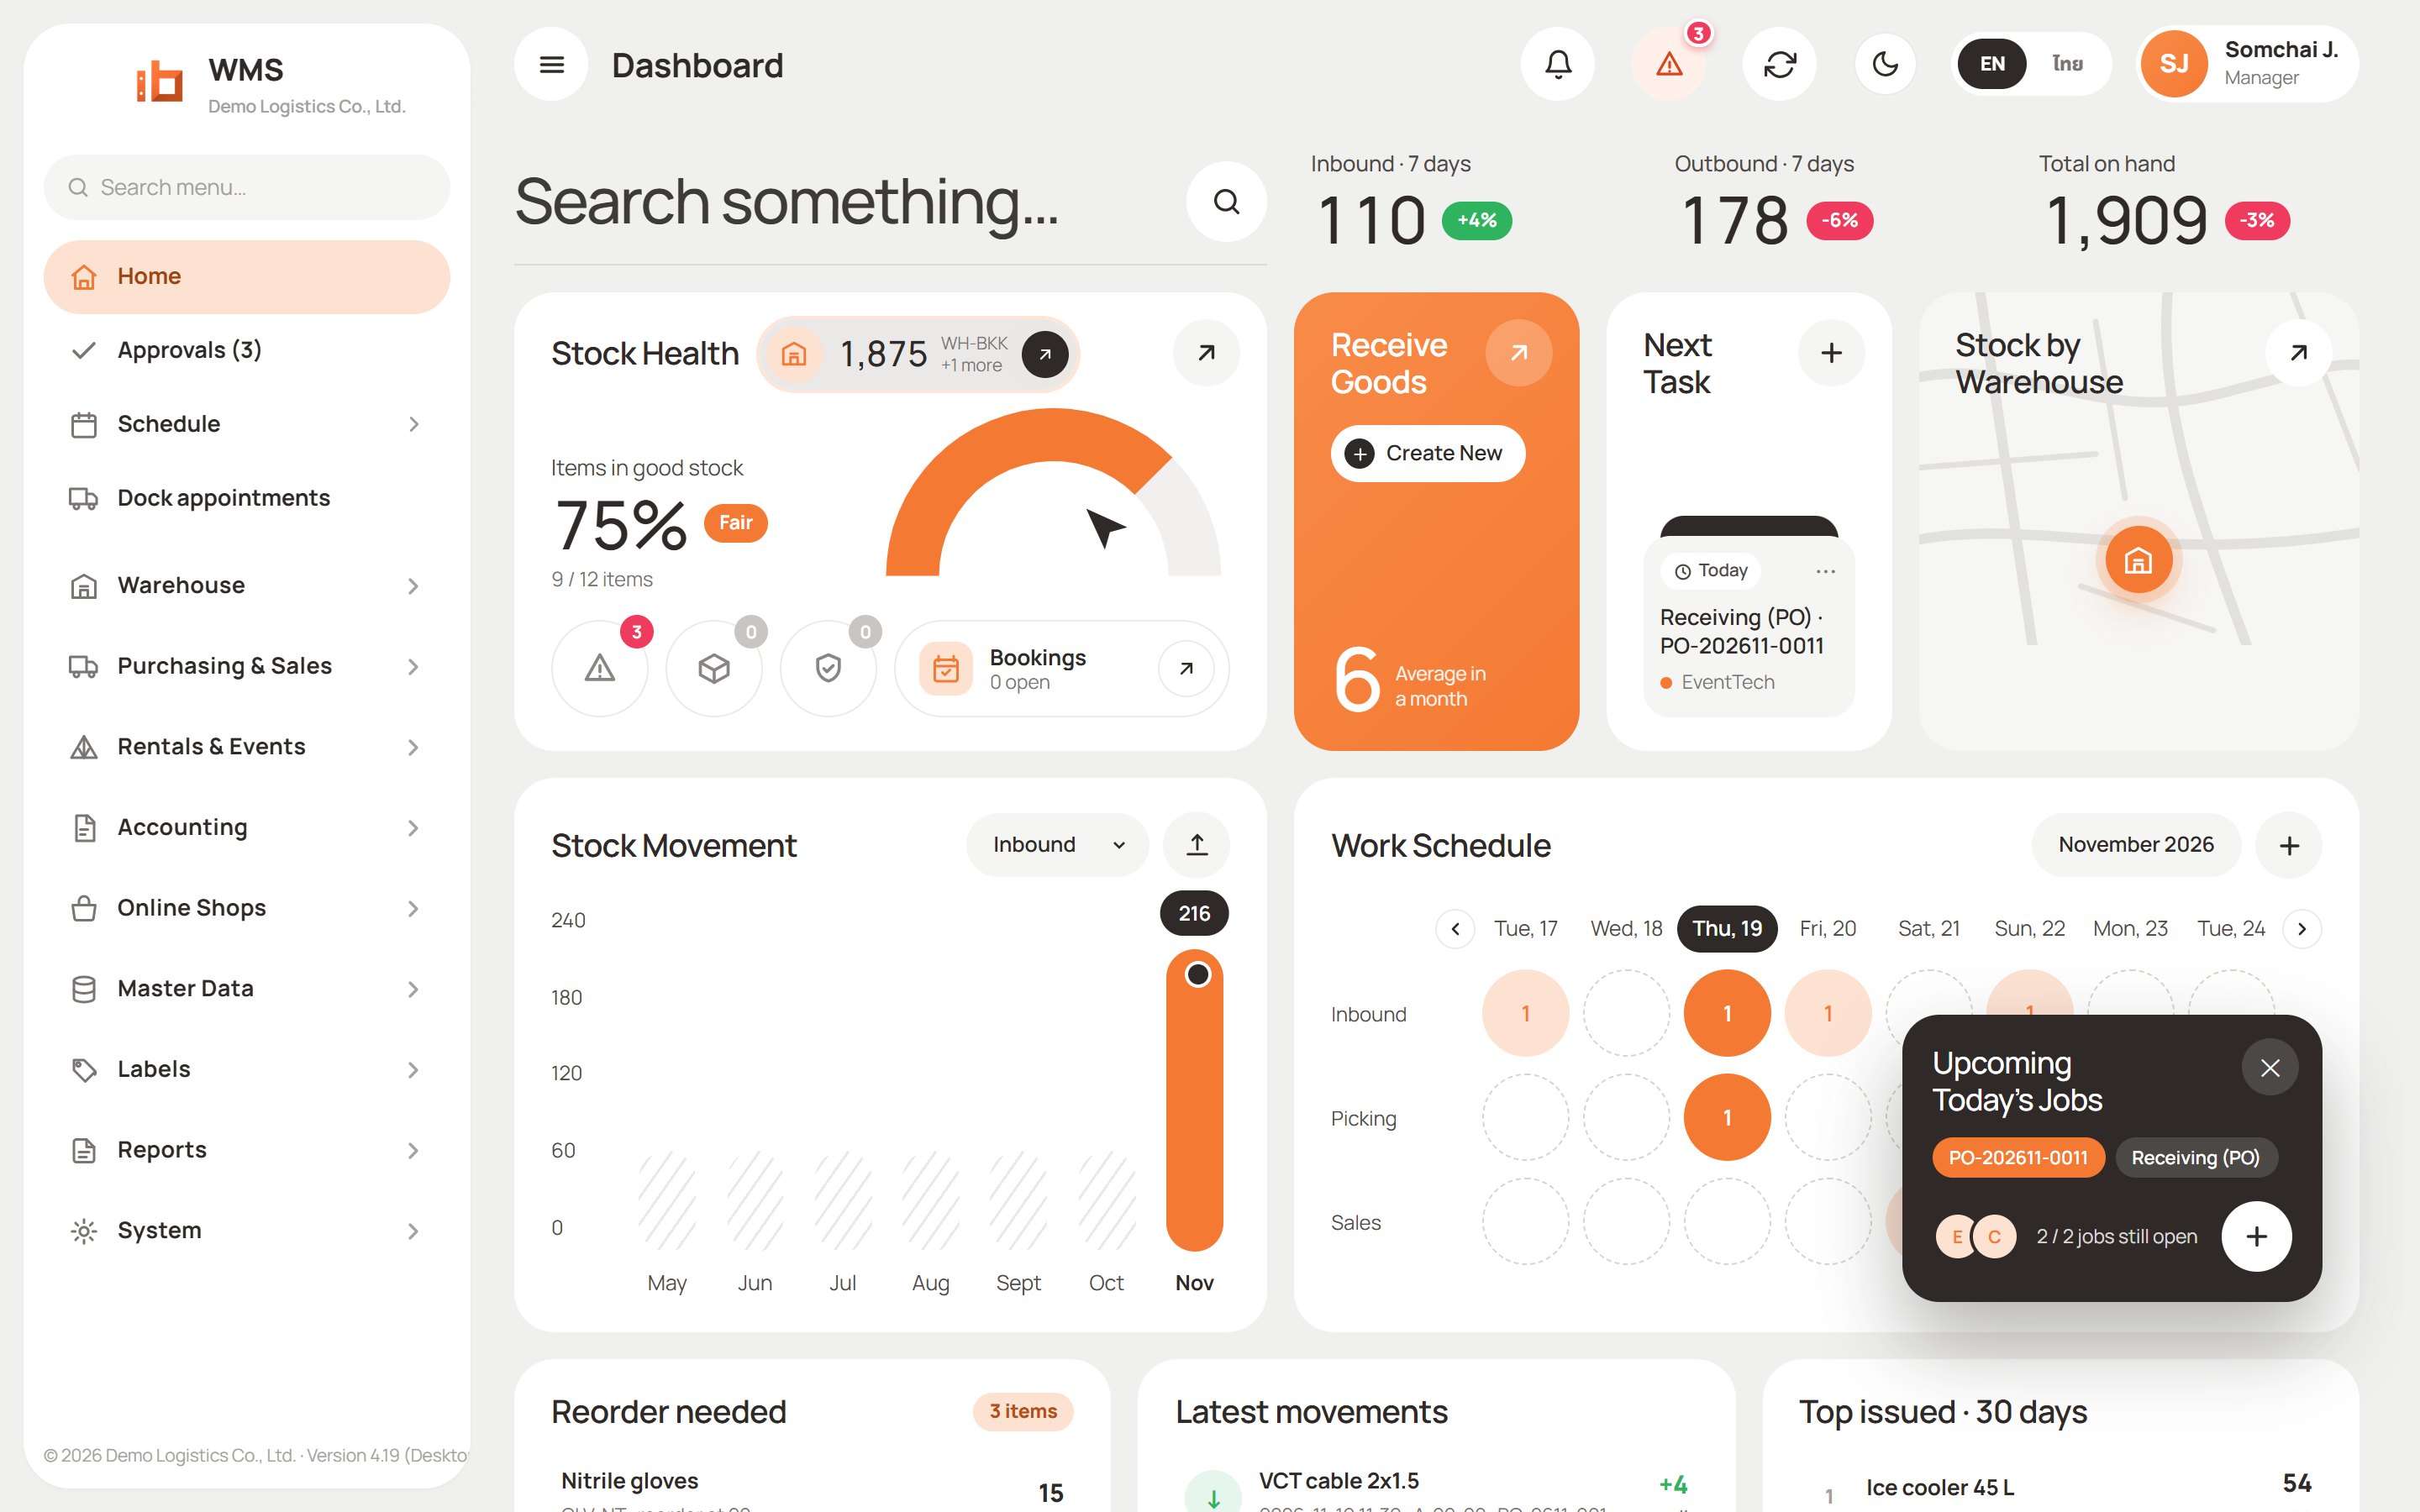 WMS
Demo Logistics Co., Ltd.
Search menu...
Home
Approvals (3)
Schedule
Dock appointments
Warehouse
Purchasing & Sales
Rentals & Events
Accounting
Online Shops
Master Data
Labels
Reports
System
© 2026 Demo Logistics Co., Ltd. · Version 4.19 (Deskto
Dashboard
3
EN
ไทย
SJ
Somchai J.
Manager
Search something...
Inbound · 7 days
110
+4%
Outbound · 7 days
178
-6%
Total on hand
1,909
-3%
Stock Health
1,875
WH-BKK
+1 more
Items in good stock
75%
Fair
9 / 12 items
3
0
0
Bookings
0 open
Receive
Goods
Create New
6
Average in
a month
Next
Task
Today
Receiving (PO) ·
PO-202611-0011
EventTech
Stock by
Warehouse
Stock Movement
Inbound
216
240
180
120
60
0
May
Jun
Jul
Aug
Sept
Oct
Nov
Work Schedule
November 2026
Tue, 17
Wed, 18
Thu, 19
Fri, 20
Sat, 21
Sun, 22
Mon, 23
Tue, 24
Inbound
1
1
1
1
Picking
1
Sales
Upcoming
Today's Jobs
PO-202611-0011
Receiving (PO)
E
C
2 / 2 jobs still open
Reorder needed
3 items
Nitrile gloves
15
Latest movements
VCT cable 2x1.5
+4
Top issued · 30 days
1
Ice cooler 45 L
54